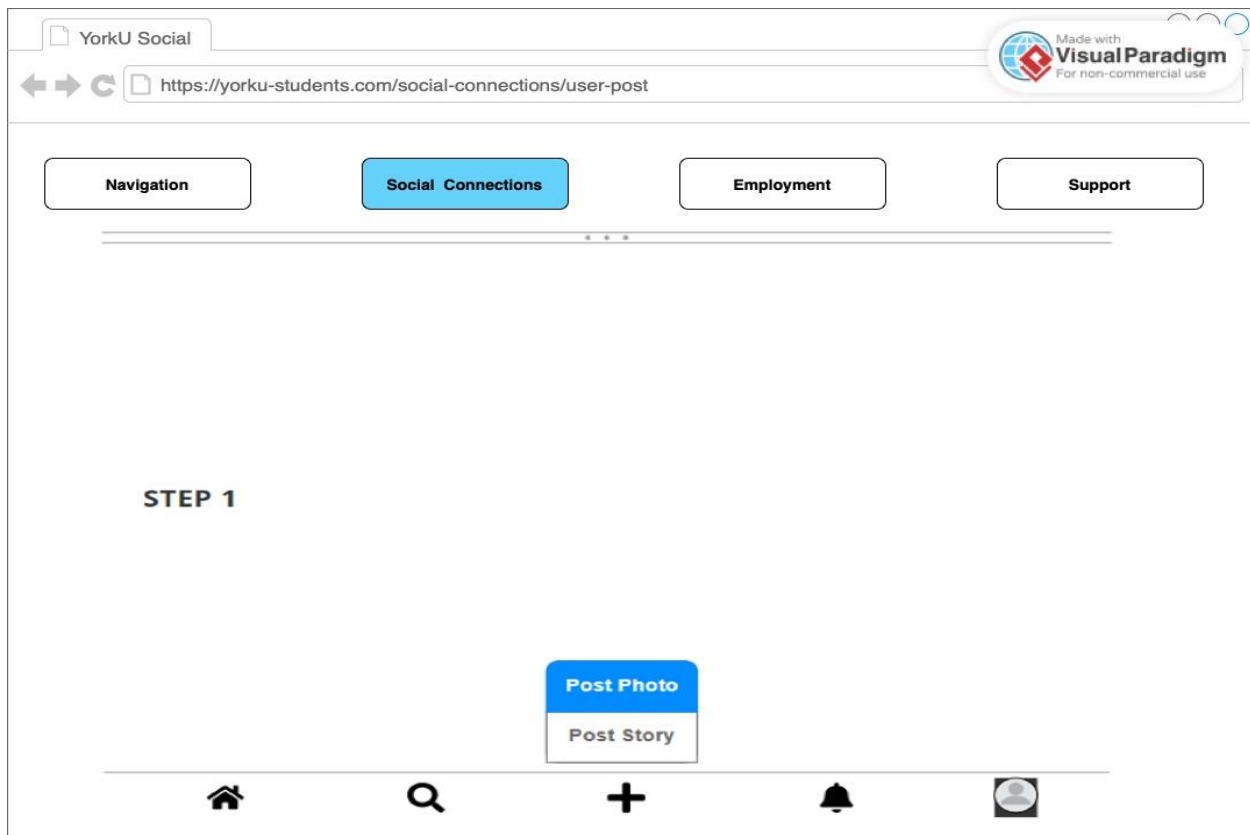 YorkU Social
Made with
Visual Paradigm
For non-commercial use
https://yorku-students.com/social-connections/user-post
Navigation
Social Connections
Employment
Support
STEP 1
Post Photo
Post Story